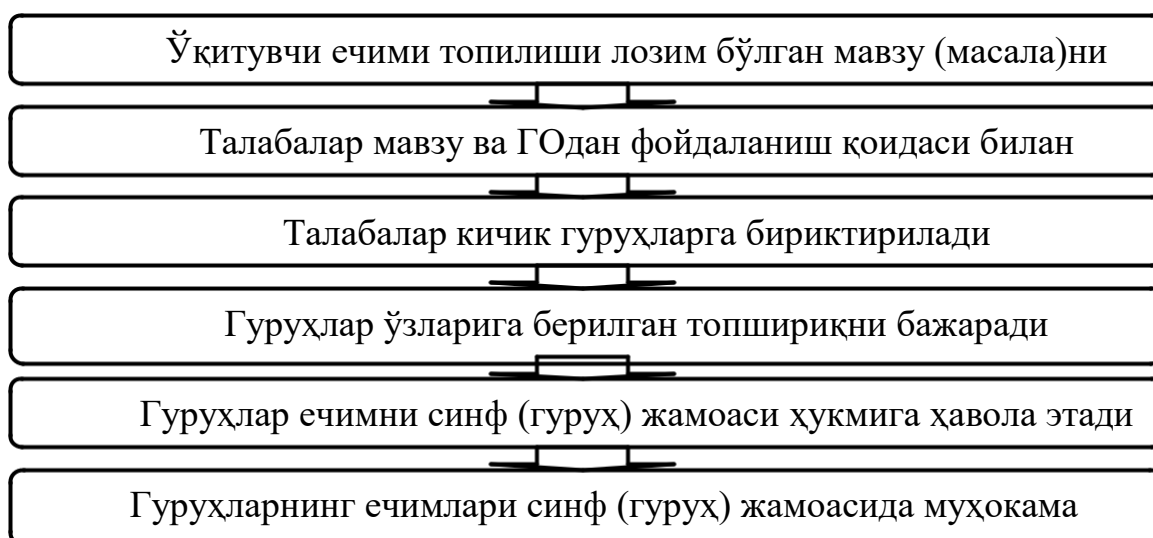 Ўқитувчи ечими топилиши лозим бўлган мавзу (масала)ни
Талабалар мавзу ва ГОдан фойдаланиш қоидаси билан
Талабалар кичик гуруҳларга бириктирилади
Гуруҳлар ўзларига берилган топшириқни бажаради
Гуруҳлар ечимни синф (гуруҳ) жамоаси ҳукмига ҳавола этади
Гуруҳларнинг ечимлари синф (гуруҳ) жамоасида муҳокама